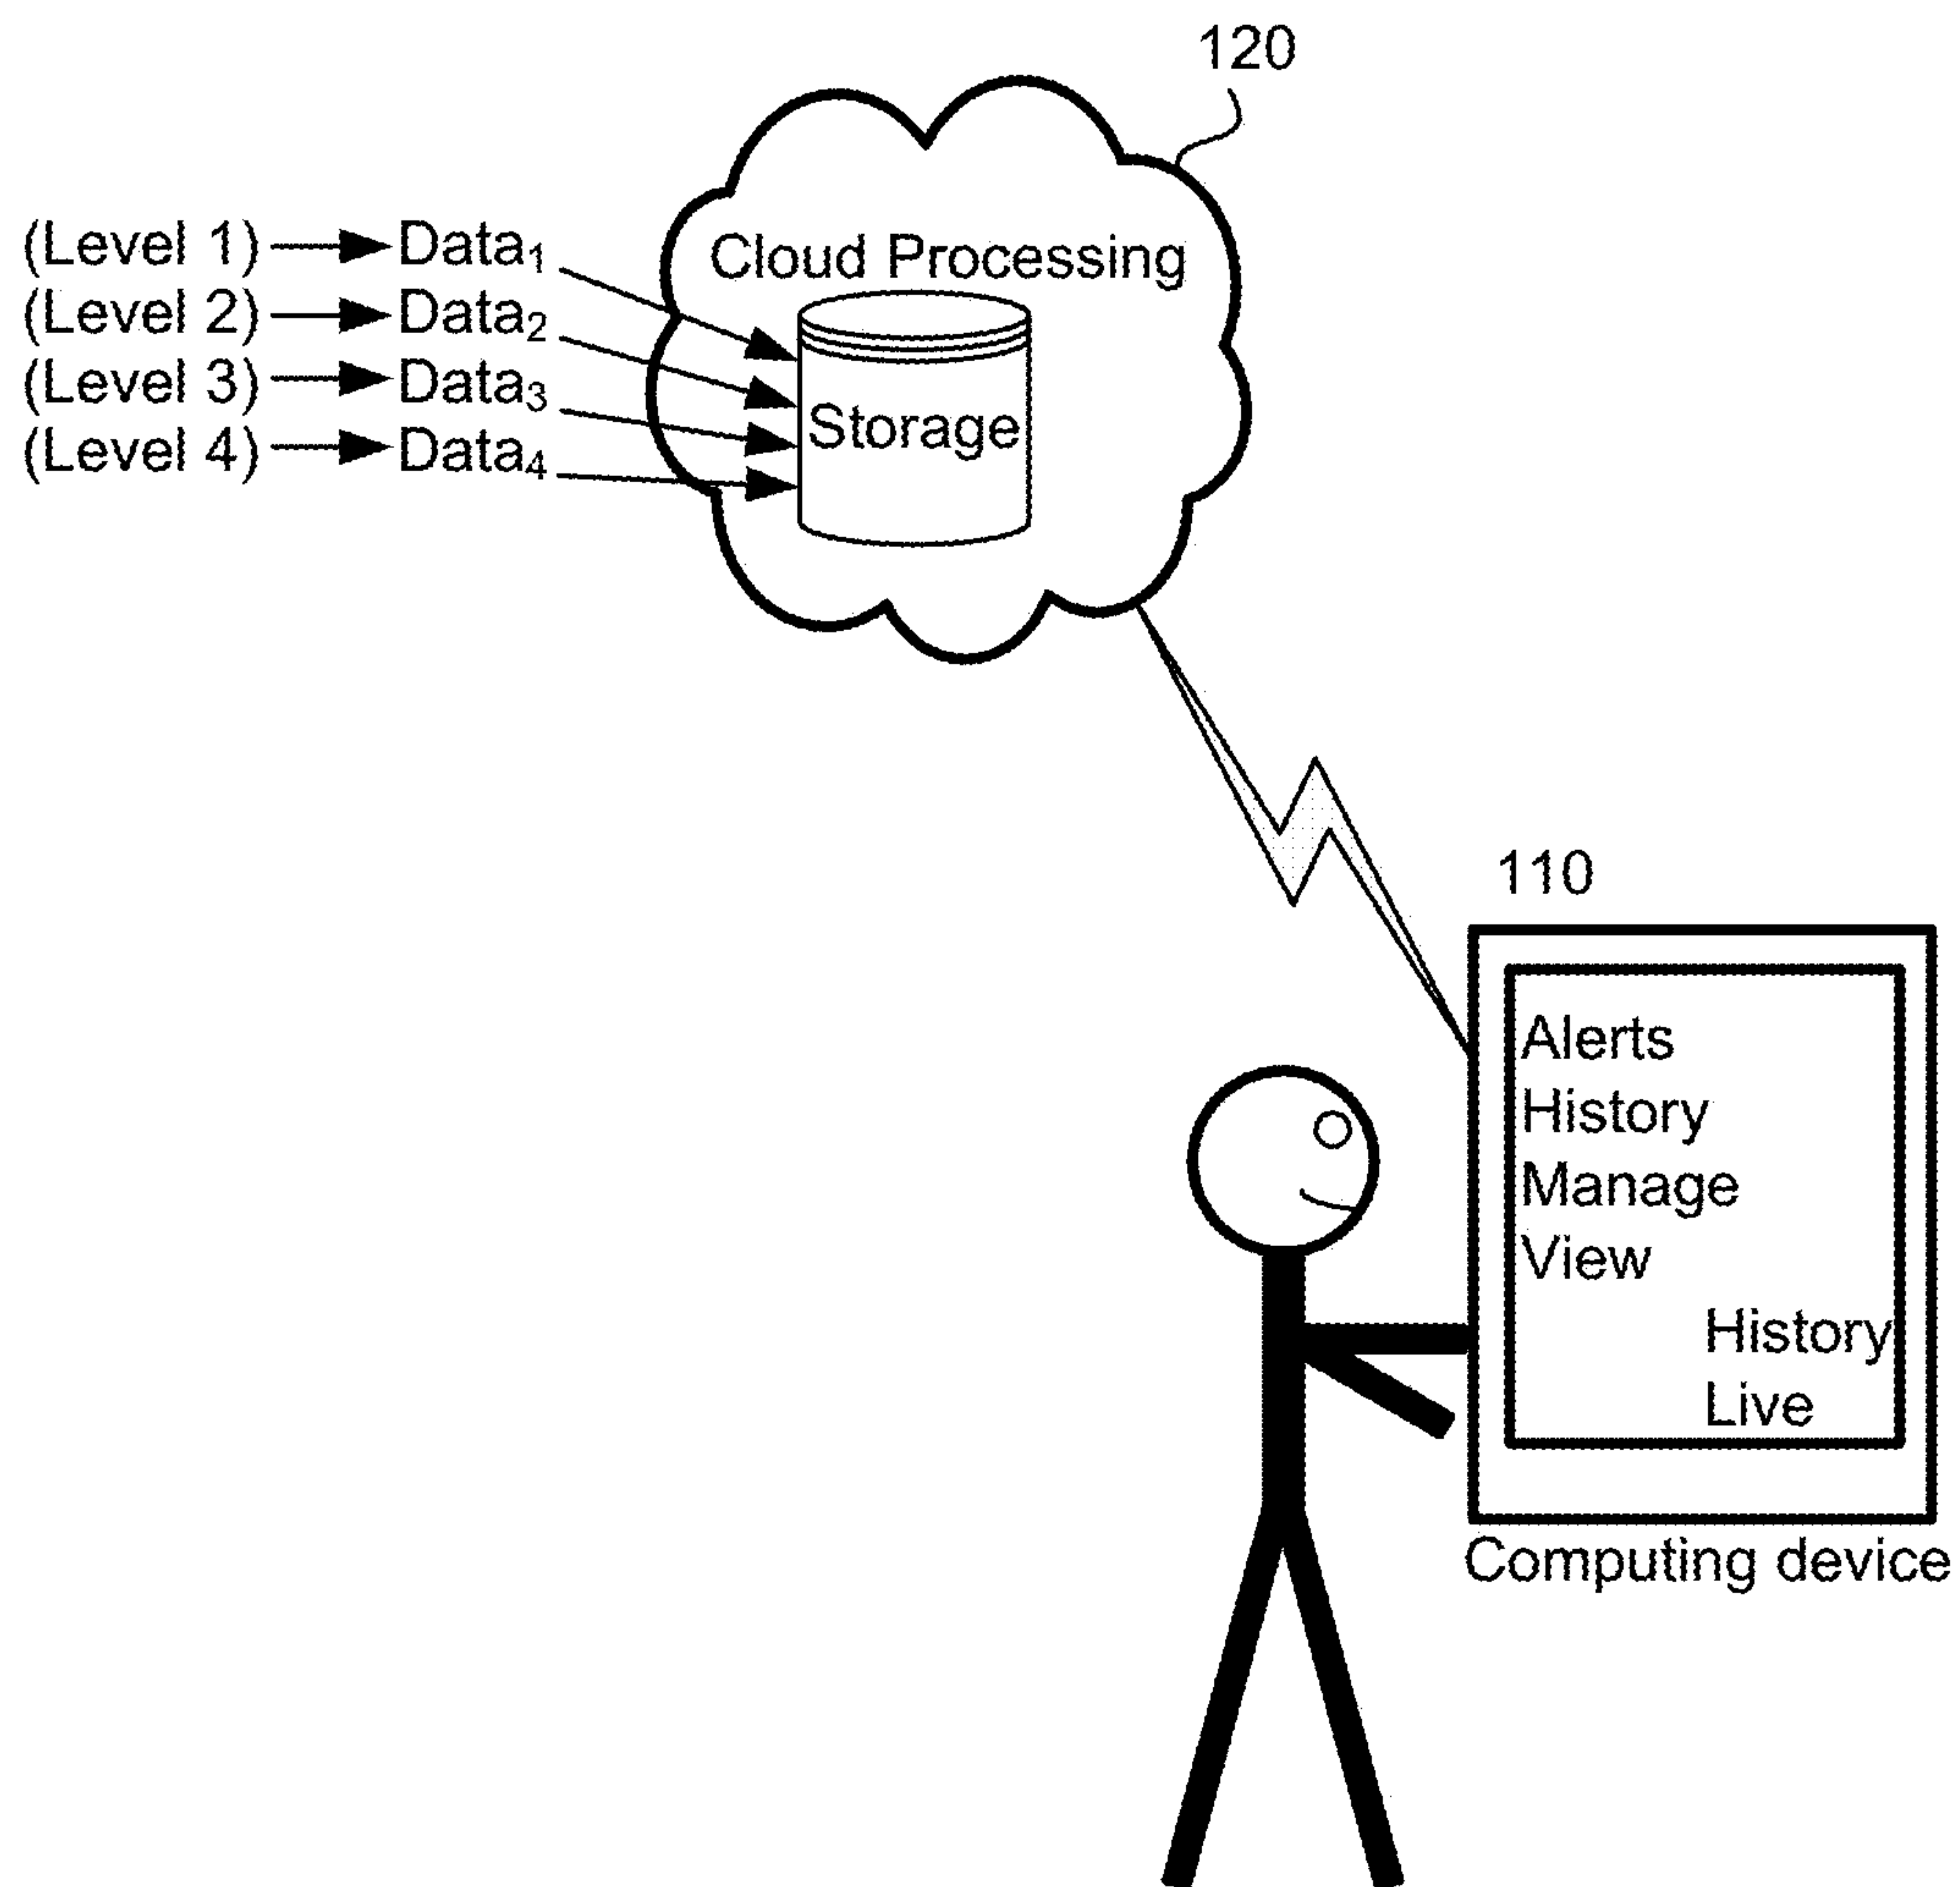 120
Cloud Processing
(Level 1) Data₁
(Level 2) Data₂
(Level 3) Data₃
(Level 4) Data₄
Storage
110
Alerts
History
Manage
View
History
Live
Computing device